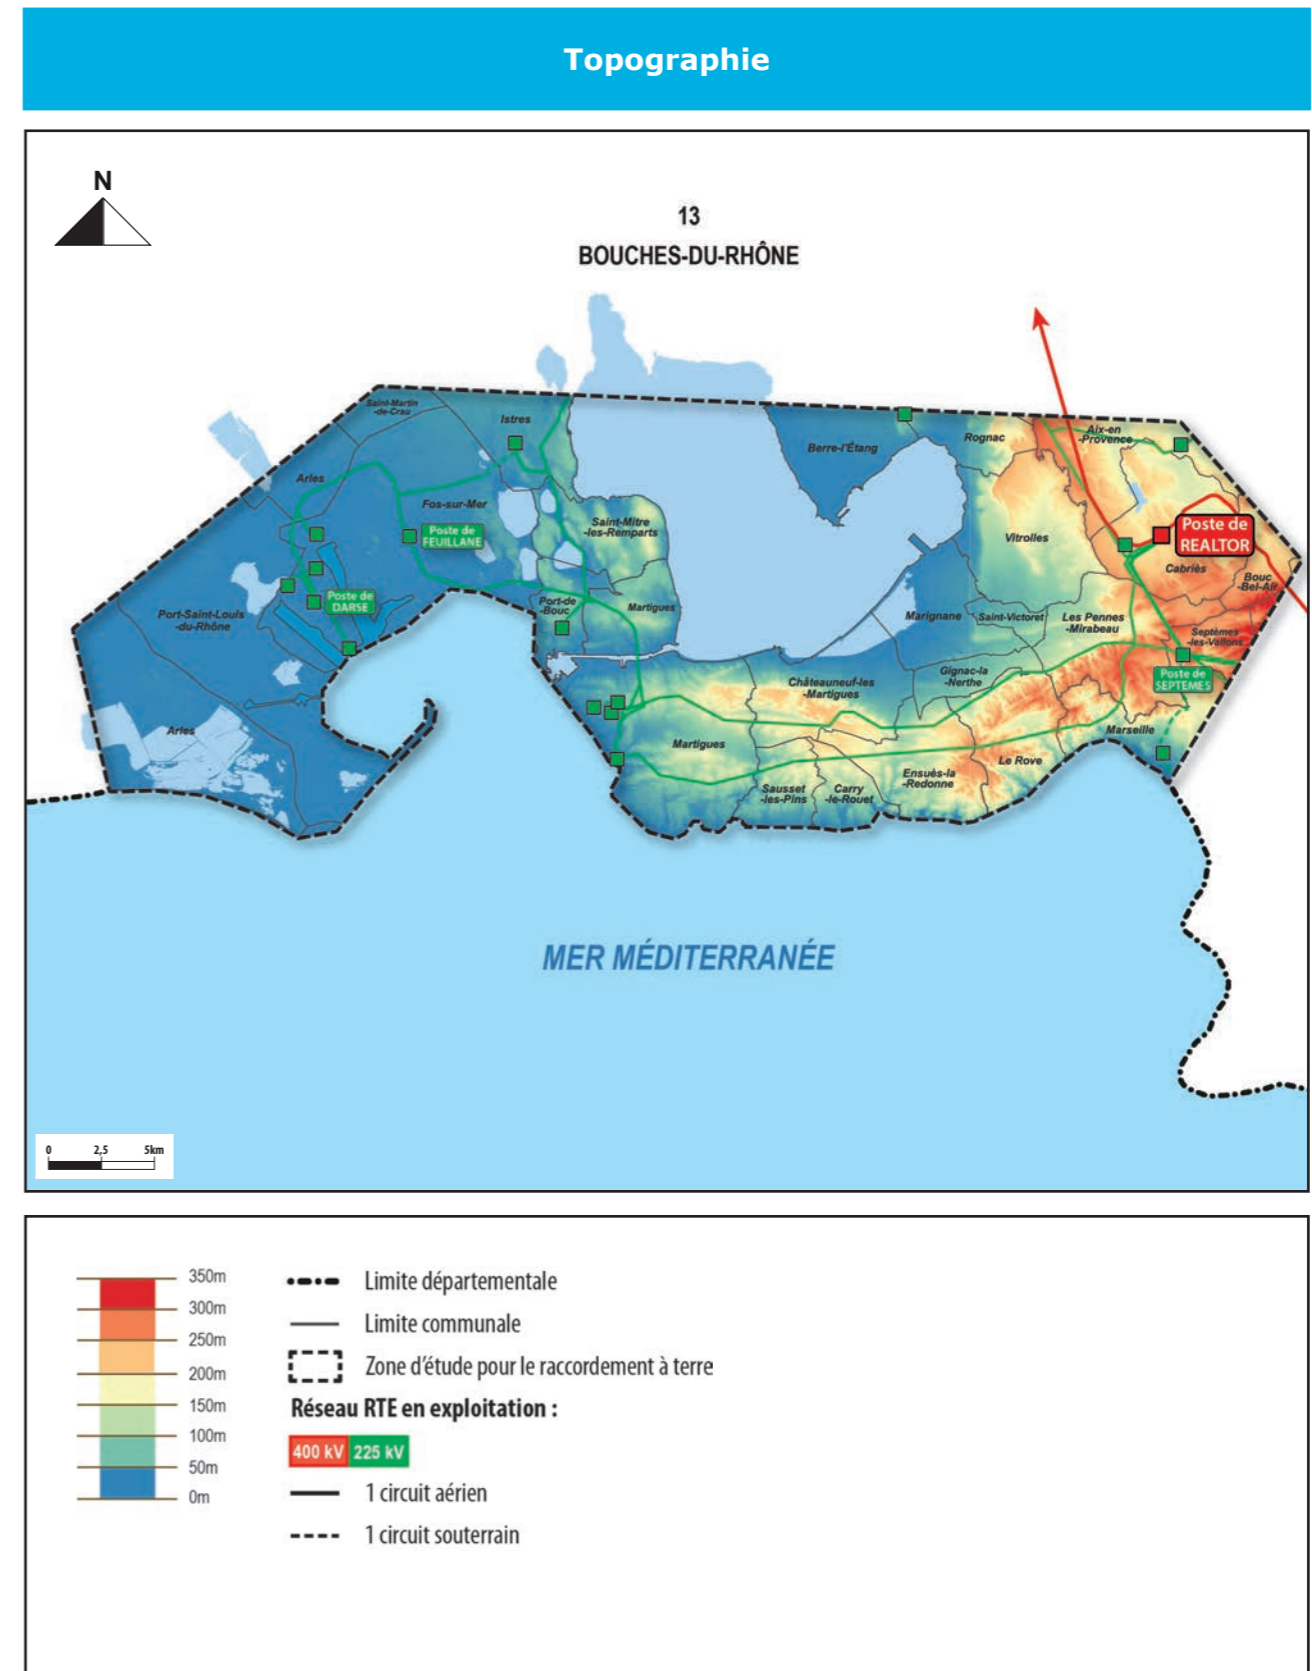 Topographie
N
13
BOUCHES-DU-RHÔNE
Saint-Martin
-de-Crau
Istres
Arles
Fos-sur-Mer
Poste de
FEUILLANE
Saint-Mitre
-les-Remparts
Berre-l'Étang
Rognac
Aix-en
-Provence
Vitrolles
Poste de
REALTOR
Cabriès
Bouc
-Bel-Air
Poste de
DARSE
Port-Saint-Louis
-du-Rhône
Port-de
-Bouc
Martigues
Marignane
Saint-Victoret
Les Pennes
-Mirabeau
Septèmes
-les-Vallons
Poste de
SEPTEMES
Gignac-la
-Nerthe
Châteauneuf-les
-Martigues
Arles
Martigues
Marseille
Le Rove
Ensuès-la
-Redonne
Sausset
-les-Pins
Carry
-le-Rouet
MER MÉDITERRANÉE
0 2,5 5km
350m
300m
250m
200m
150m
100m
50m
0m
Limite départementale
Limite communale
Zone d'étude pour le raccordement à terre
Réseau RTE en exploitation :
400 kV 225 kV
1 circuit aérien
1 circuit souterrain